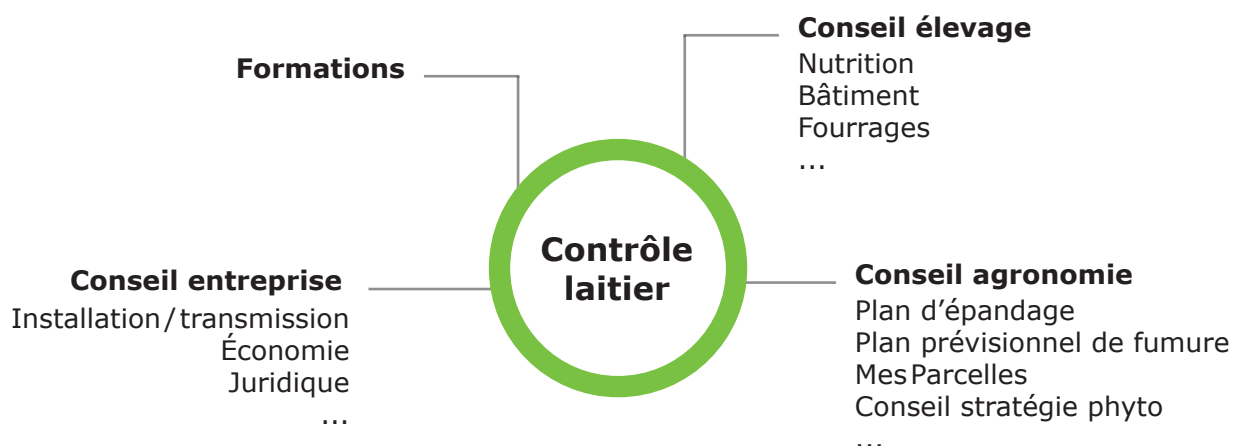 Formations
Conseil élevage
Nutrition
Bâtiment
Fourrages
...
Contrôle
laitier
Conseil entreprise
Installation/transmission
Économie
Juridique
...
Conseil agronomie
Plan d'épandage
Plan prévisionnel de fumure
MesParcelles
Conseil stratégie phyto
...